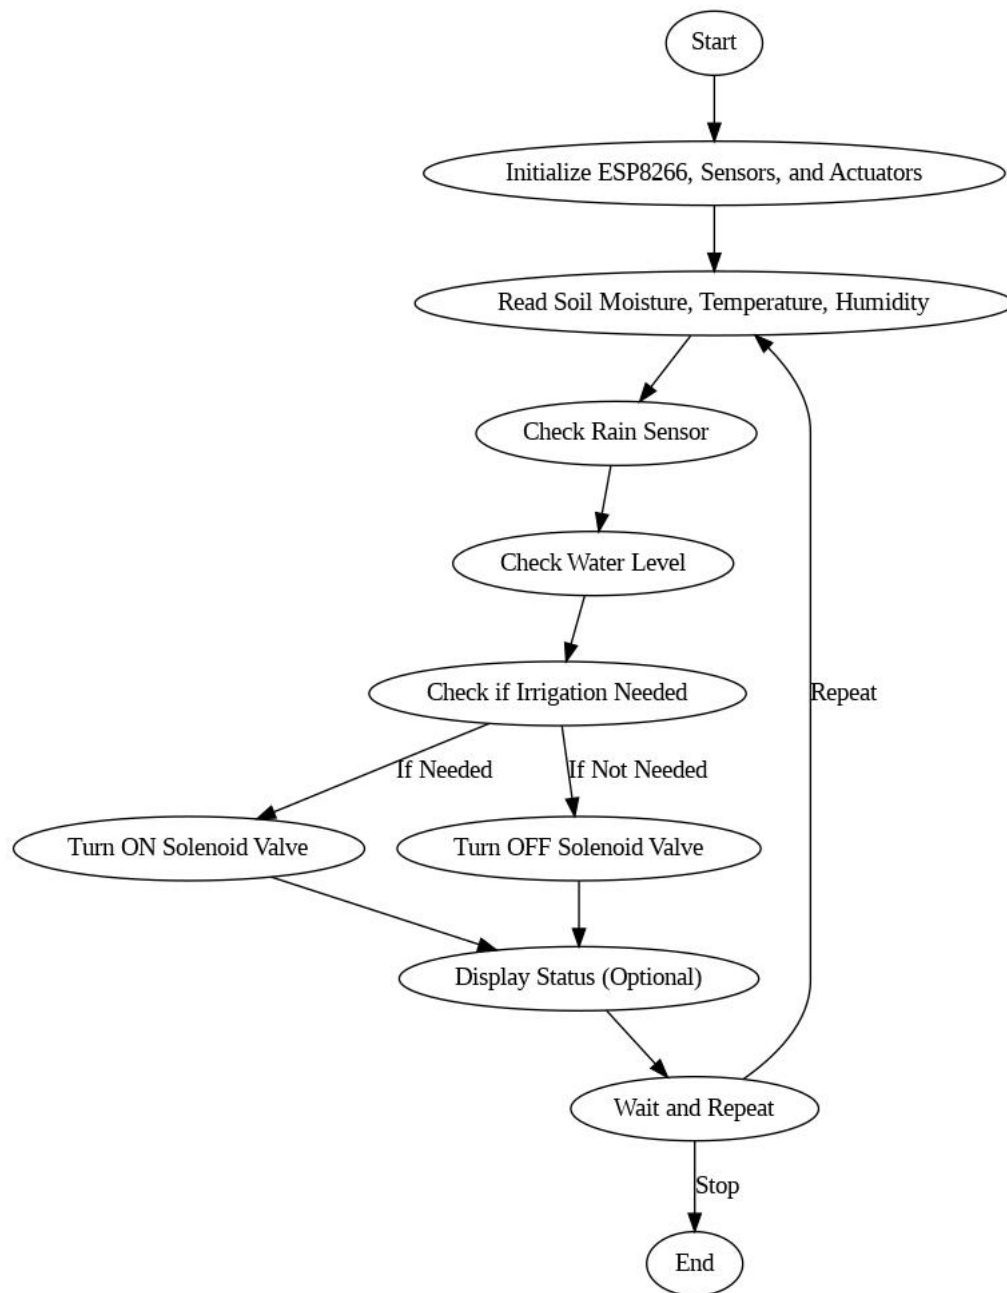 Start
Initialize ESP8266, Sensors, and Actuators
Read Soil Moisture, Temperature, Humidity
Check Rain Sensor
Check Water Level
Check if Irrigation Needed
Repeat
If Needed
If Not Needed
Turn ON Solenoid Valve
Turn OFF Solenoid Valve
Display Status (Optional)
Wait and Repeat
Stop
End